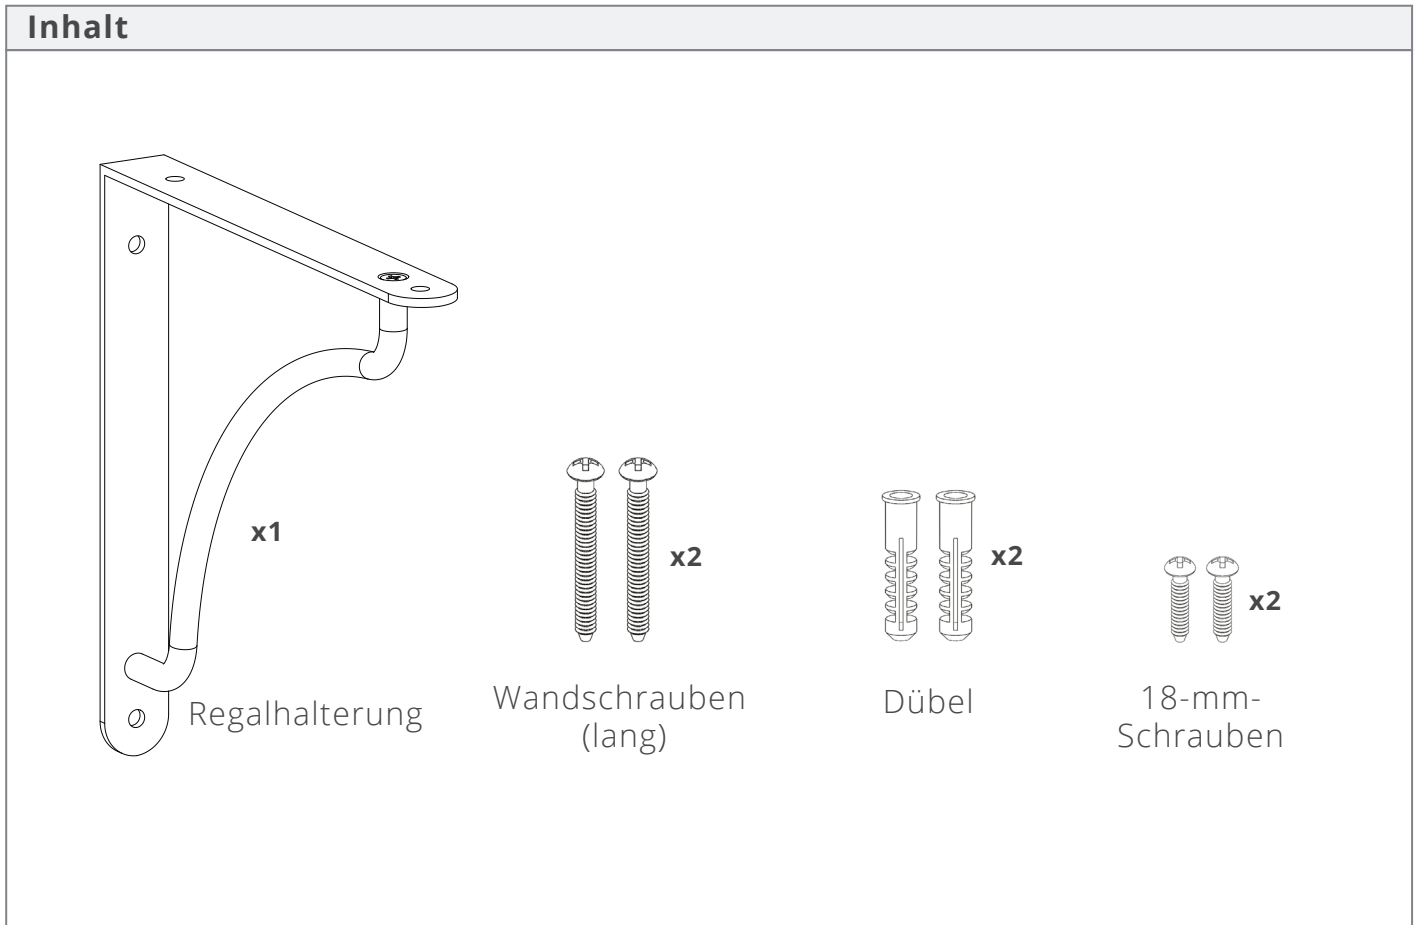 Inhalt
x1
Regalhalterung
x2
Wandschrauben
(lang)
x2
Dübel
x2
18-mm-
Schrauben